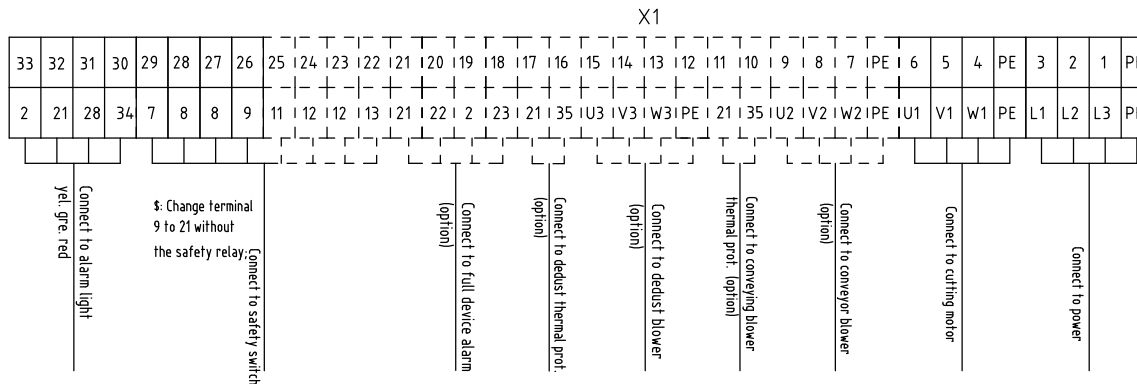 X1
33 32 31 30 29 28 27 26 25 24 23 22 21 20 19 18 17 16 15 14 13 12 11 10 9 8 7 PE 6 5 4 PE 3 2 1
2 21 28 34 7 8 8 9 11 12 12 13 21 22 2 23 21 35 U3 V3 W3 PE 21 35 U2 V2 W2 PE U1 V1 W1 PE L1 L2 L3
Connect to alarm light
yel. gre. red
$: Change terminal
9 to 21 without
the safety relay;
Connect to safety switch
Connect to full device alarm
(option)
Connect to dedust thermal prot.
(option)
Connect to dedust blower
(option)
Connect to conveying blower
thermal prot. (option)
Connect to conveyor blower
(option)
Connect to cutting motor
Connect to power